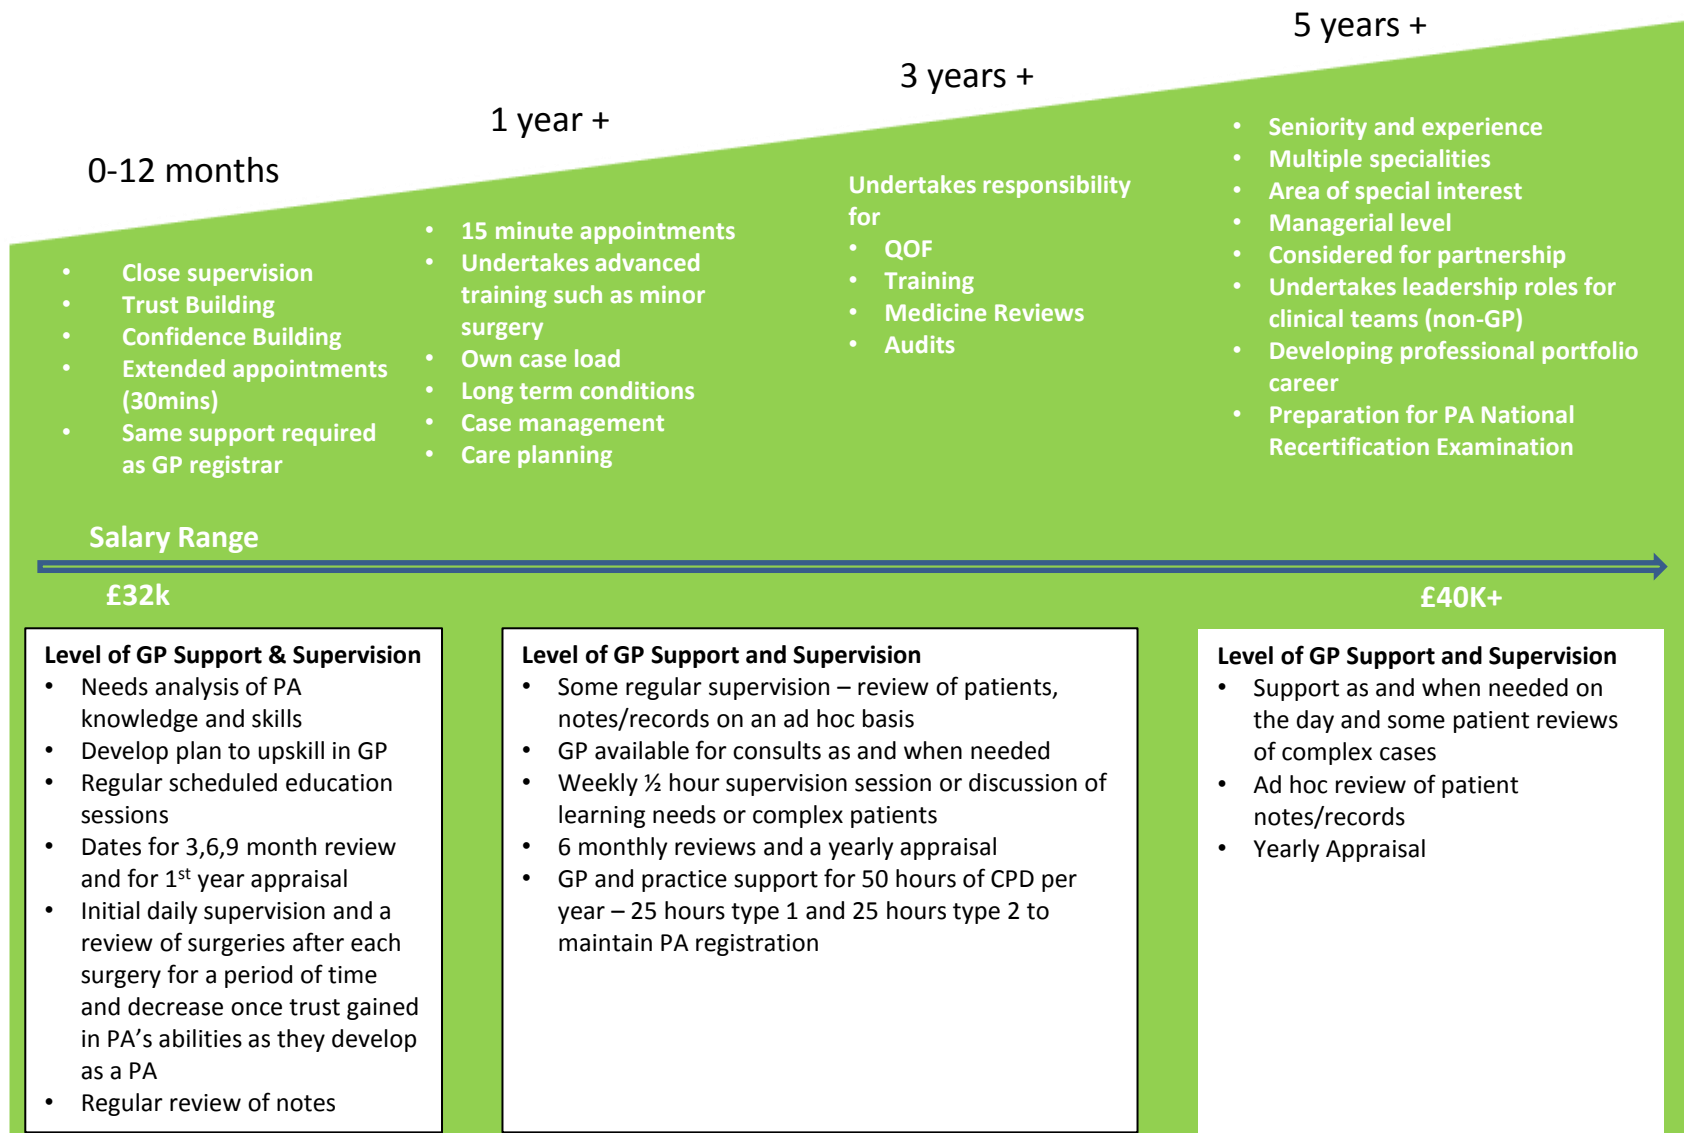 0-12 months
• Close supervision
• Trust Building
• Confidence Building
• Extended appointments
(30mins)
• Same support required
as GP registrar
1 year +
• 15 minute appointments
• Undertakes advanced
training such as minor
surgery
• Own case load
• Long term conditions
• Case management
• Care planning
3 years +
Undertakes responsibility
for
• QOF
• Training
• Medicine Reviews
• Audits
5 years +
• Seniority and experience
• Multiple specialities
• Area of special interest
• Managerial level
• Considered for partnership
• Undertakes leadership roles for
clinical teams (non-GP)
• Developing professional portfolio
career
• Preparation for PA National
Recertification Examination
Salary Range
£32k
£40K+
Level of GP Support & Supervision
• Needs analysis of PA
knowledge and skills
• Develop plan to upskill in GP
• Regular scheduled education
sessions
• Dates for 3,6,9 month review
and for 1st year appraisal
• Initial daily supervision and a
review of surgeries after each
surgery for a period of time
and decrease once trust gained
in PA’s abilities as they develop
as a PA
• Regular review of notes
Level of GP Support and Supervision
• Some regular supervision – review of patients,
notes/records on an ad hoc basis
• GP available for consults as and when needed
• Weekly ½ hour supervision session or discussion of
learning needs or complex patients
• 6 monthly reviews and a yearly appraisal
• GP and practice support for 50 hours of CPD per
year – 25 hours type 1 and 25 hours type 2 to
maintain PA registration
Level of GP Support and Supervision
• Support as and when needed on
the day and some patient reviews
of complex cases
• Ad hoc review of patient
notes/records
• Yearly Appraisal